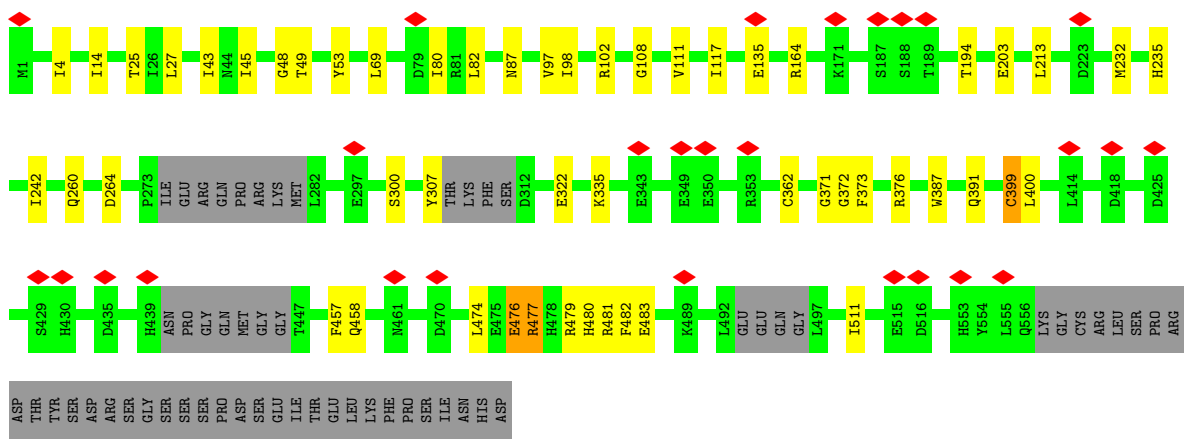 M1 I4 I14 T25 I26 L27 I43 N44 I45 G48 T49 Y53 L69 D79 I80 R81 L82 N87 V97 I98 R102 G108 V111 I117 E135 R164 K171 S187 S188 T189 T194 E203 L213 D223 M232 H235
I242 Q260 D264 P273 ILE GLU ARG GLN PRO ARG LYS MET L282 E297 S300 Y307 THR LYS PHE SER D312 E322 K335 E343 E349 E350 R353 C362 G371 G372 F373 R376 W387 Q391 C399 L400 L414 D418 D425
S429 H430 D435 H439 ASN PRO GLY GLN MET GLY GLY T447 F457 Q458 N461 D470 L474 E475 E476 R477 H478 R479 H480 R481 F482 E483 K489 L492 GLU GLU GLN GLY L497 I511 E515 D516 H553 Y554 L555 Q556 LYS GLY CYS ARG LEU SER PRO ARG
ASP THR TYR SER ASP ARG SER GLY SER SER SER PRO ASP SER GLU ILE THR GLU LEU LYS PHE PRO SER ILE ASN HIS ASP